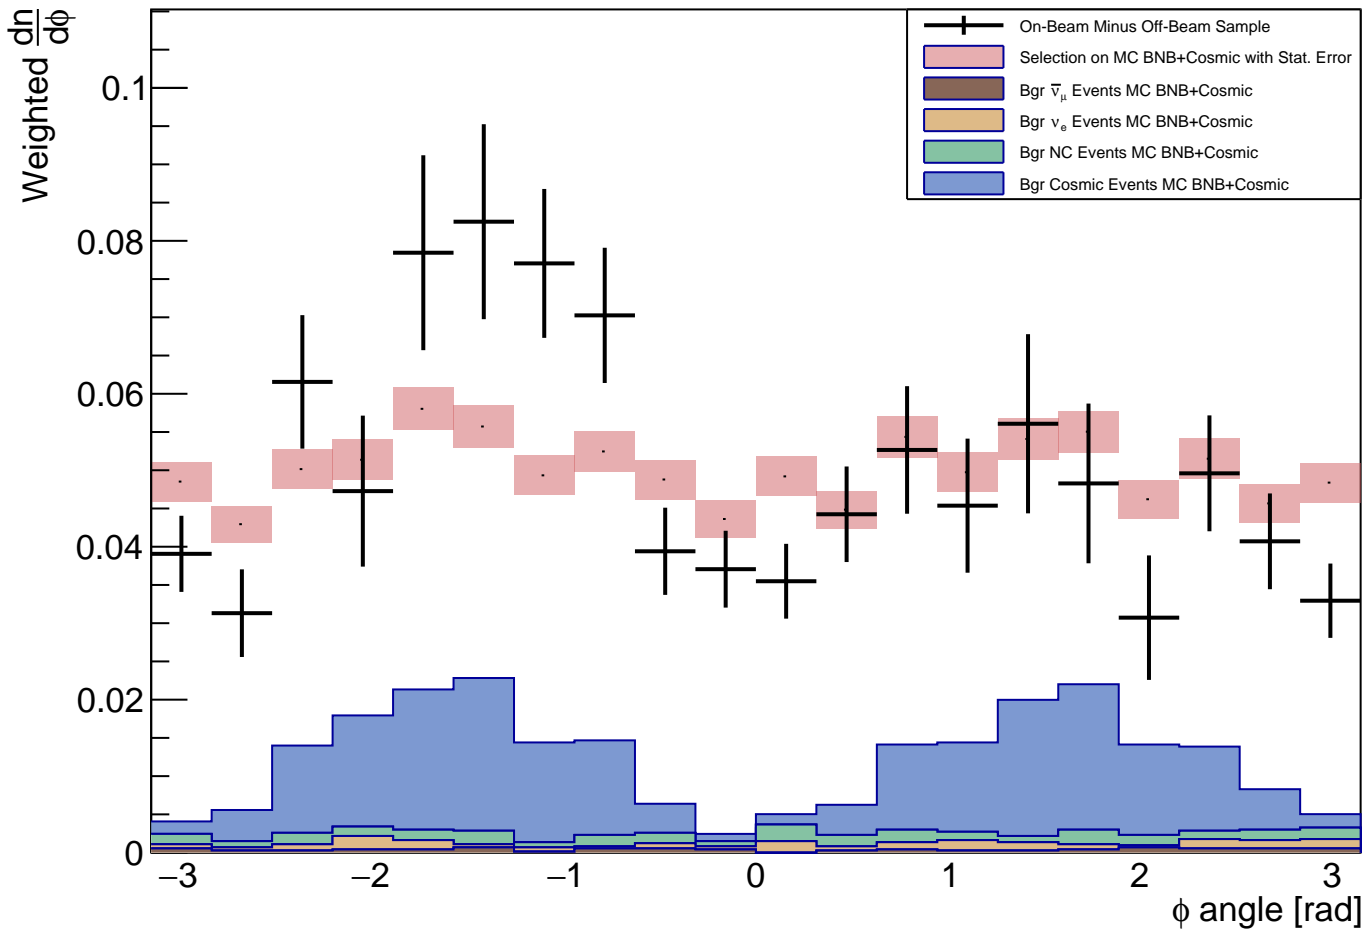 Weighted dn/dϕ
0.1
0.08
0.06
0.04
0.02
0
−3 −2 −1 0 1 2 3
ϕ angle [rad]
On-Beam Minus Off-Beam Sample
Selection on MC BNB+Cosmic with Stat. Error
Bgr ν̅μ Events MC BNB+Cosmic
Bgr νe Events MC BNB+Cosmic
Bgr NC Events MC BNB+Cosmic
Bgr Cosmic Events MC BNB+Cosmic